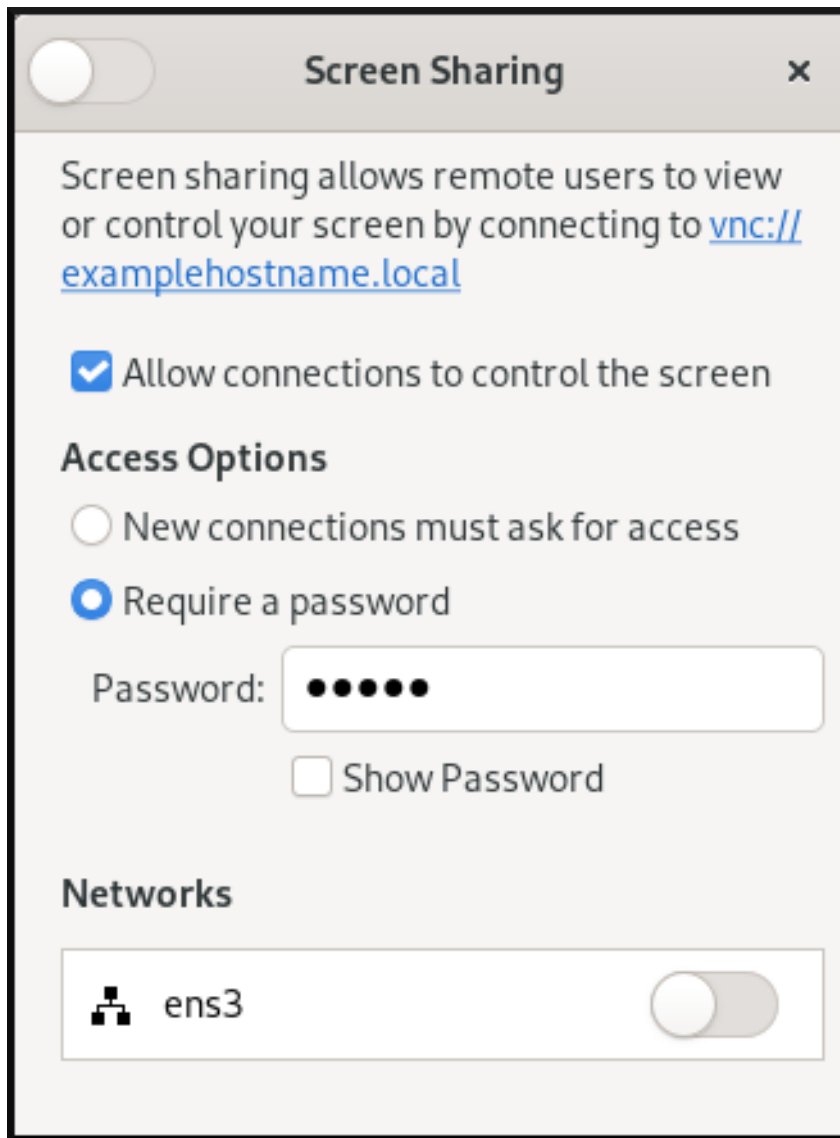 Screen Sharing
Screen sharing allows remote users to view
or control your screen by connecting to vnc://
examplehostname.local
Allow connections to control the screen
Access Options
New connections must ask for access
Require a password
Password: ●●●●●
Show Password
Networks
ens3